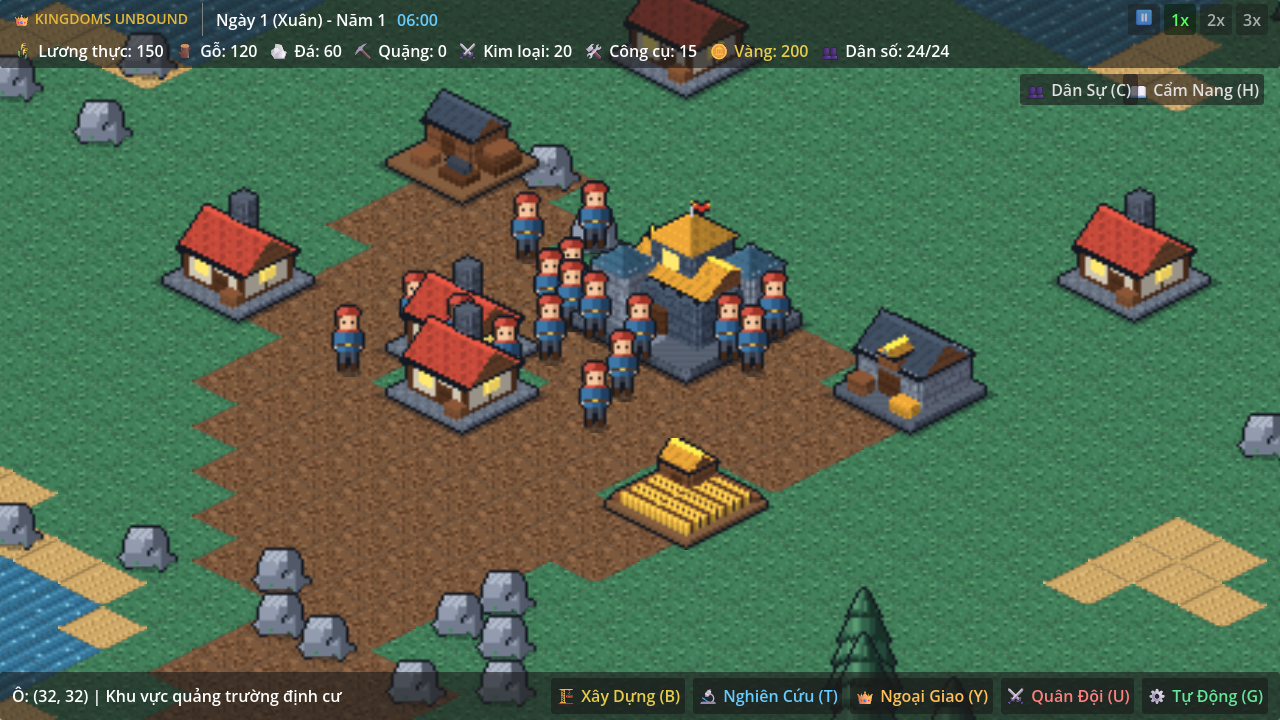 KINGDOMS UNBOUND Ngày 1 (Xuân) - Năm 1 06:00 1x 2x 3x
Lương thực: 150 Gỗ: 120 Đá: 60 Quặng: 0 Kim loại: 20 Công cụ: 15 Vàng: 200 Dân số: 24/24
Dân Sự (C) Cẩm Nang (H)
Ô: (32, 32) | Khu vực quảng trường định cư Xây Dựng (B) Nghiên Cứu (T) Ngoại Giao (Y) Quân Đội (U) Tự Động (G)